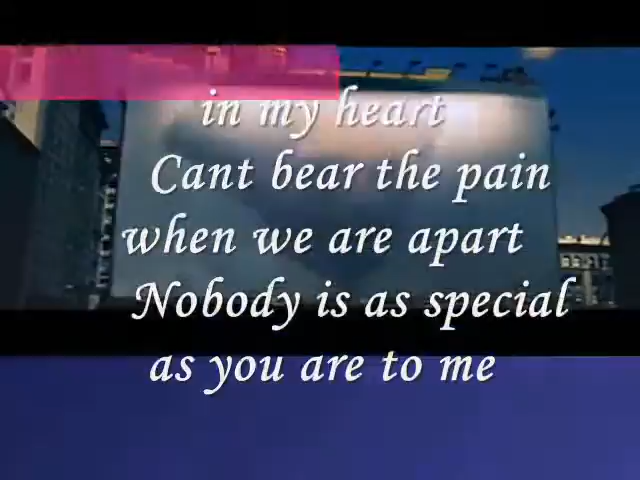 in my heart
Cant bear the pain
when we are apart
Nobody is as special
as you are to me